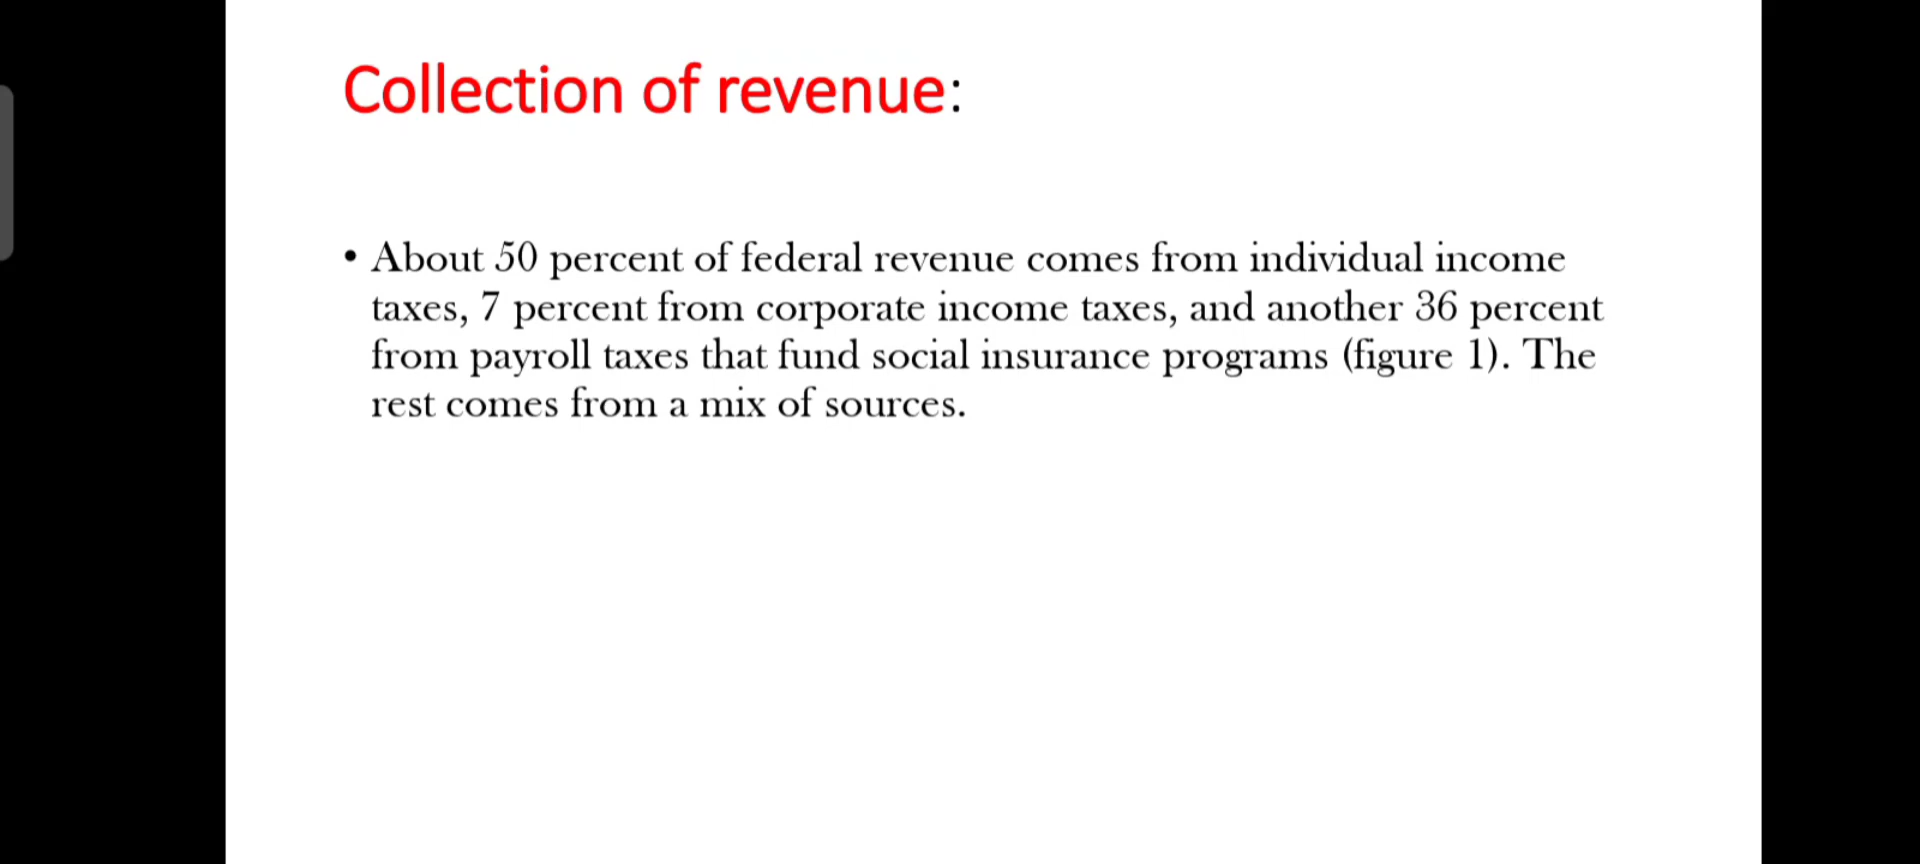 Collection of revenue:
• About 50 percent of federal revenue comes from individual income
taxes, 7 percent from corporate income taxes, and another 36 percent
from payroll taxes that fund social insurance programs (figure 1). The
rest comes from a mix of sources.